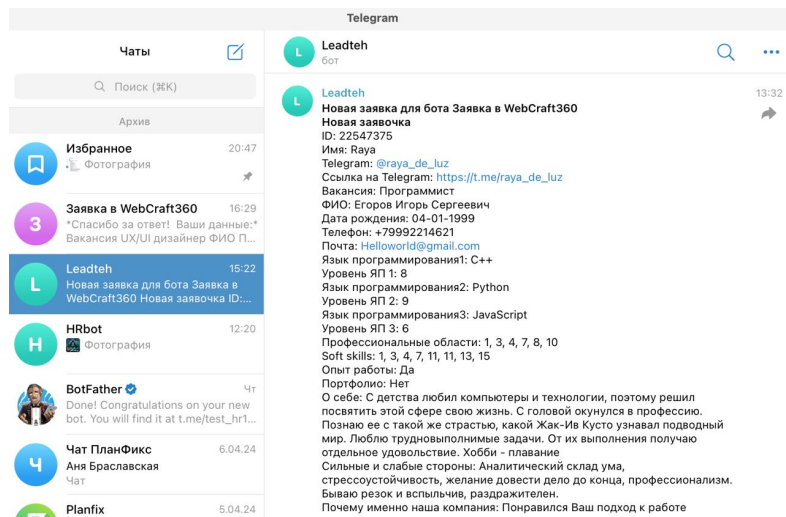 Telegram
Чаты
Поиск (⌘K)
Архив
Избранное 20:47
Фотография
З
Заявка в WebCraft360 16:29
*Спасибо за ответ! Ваши данные:*
Вакансия UX/UI дизайнер ФИО П...
L
Leadteh 15:22
Новая заявка для бота Заявка в
WebCraft360 Новая заявочка ID:...
H
HRbot 12:20
Фотография
BotFather Чт
Done! Congratulations on your new
bot. You will find it at t.me/test_hr1...
Ч
Чат ПланФикс 6.04.24
Аня Браславская
Чат
Planfix 5.04.24
L
Leadteh
бот
L
Leadteh 13:32
Новая заявка для бота Заявка в WebCraft360
Новая заявочка
ID: 22547375
Имя: Raya
Telegram: @raya_de_luz
Ссылка на Telegram: https://t.me/raya_de_luz
Вакансия: Программист
ФИО: Егоров Игорь Сергеевич
Дата рождения: 04-01-1999
Телефон: +79992214621
Почта: Helloworld@gmail.com
Язык программирования1: C++
Уровень ЯП 1: 8
Язык программирования2: Python
Уровень ЯП 2: 9
Язык программирования3: JavaScript
Уровень ЯП 3: 6
Профессиональные области: 1, 3, 4, 7, 8, 10
Soft skills: 1, 3, 4, 7, 11, 11, 13, 15
Опыт работы: Да
Портфолио: Нет
О себе: С детства любил компьютеры и технологии, поэтому решил
посвятить этой сфере свою жизнь. С головой окунулся в профессию.
Познаю ее с такой же страстью, какой Жак-Ив Кусто узнавал подводный
мир. Люблю трудновыполнимые задачи. От их выполнения получаю
отдельное удовольствие. Хобби - плавание
Сильные и слабые стороны: Аналитический склад ума,
стрессоустойчивость, желание довести дело до конца, профессионализм.
Бываю резок и вспыльчив, раздражителен.
Почему именно наша компания: Понравился Ваш подход к работе